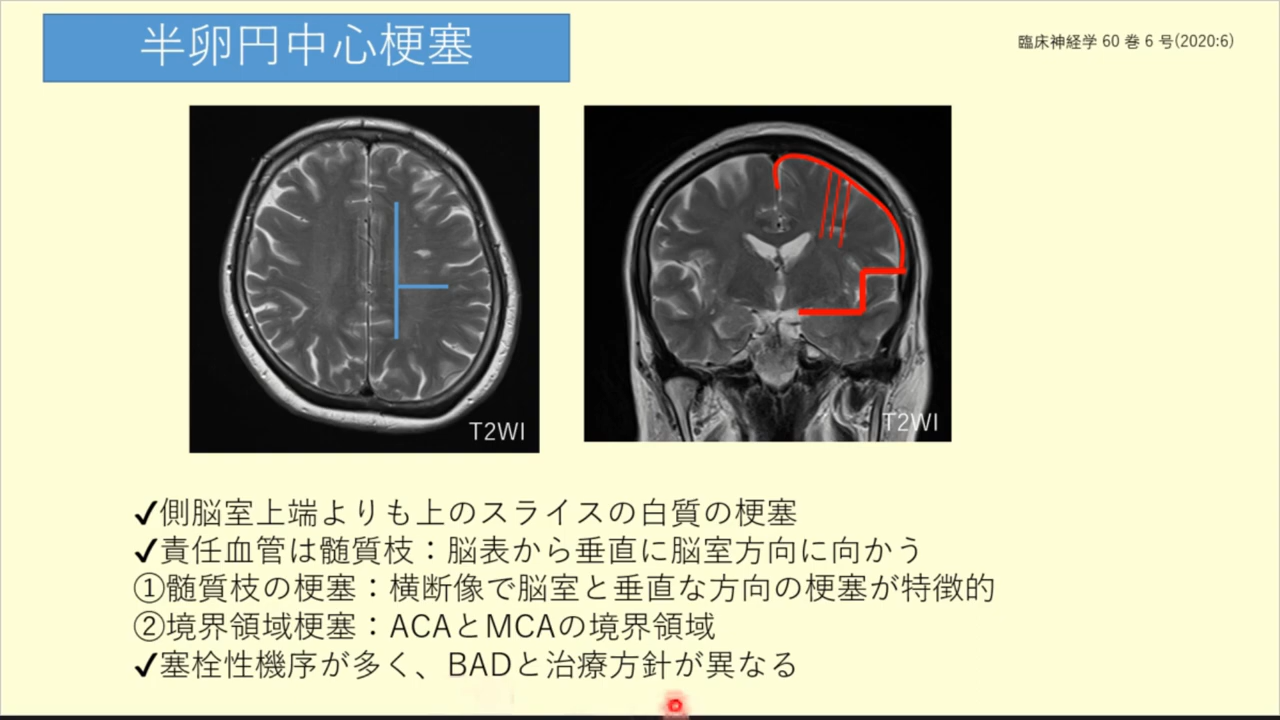 半卵円中心梗塞
臨床神経学 60 巻 6 号(2020:6)
T2WI
T2WI
✓側脳室上端よりも上のスライスの白質の梗塞
✓責任血管は髄質枝：脳表から垂直に脳室方向に向かう
①髄質枝の梗塞：横断像で脳室と垂直な方向の梗塞が特徴的
②境界領域梗塞：ACAとMCAの境界領域
✓塞栓性機序が多く、BADと治療方針が異なる